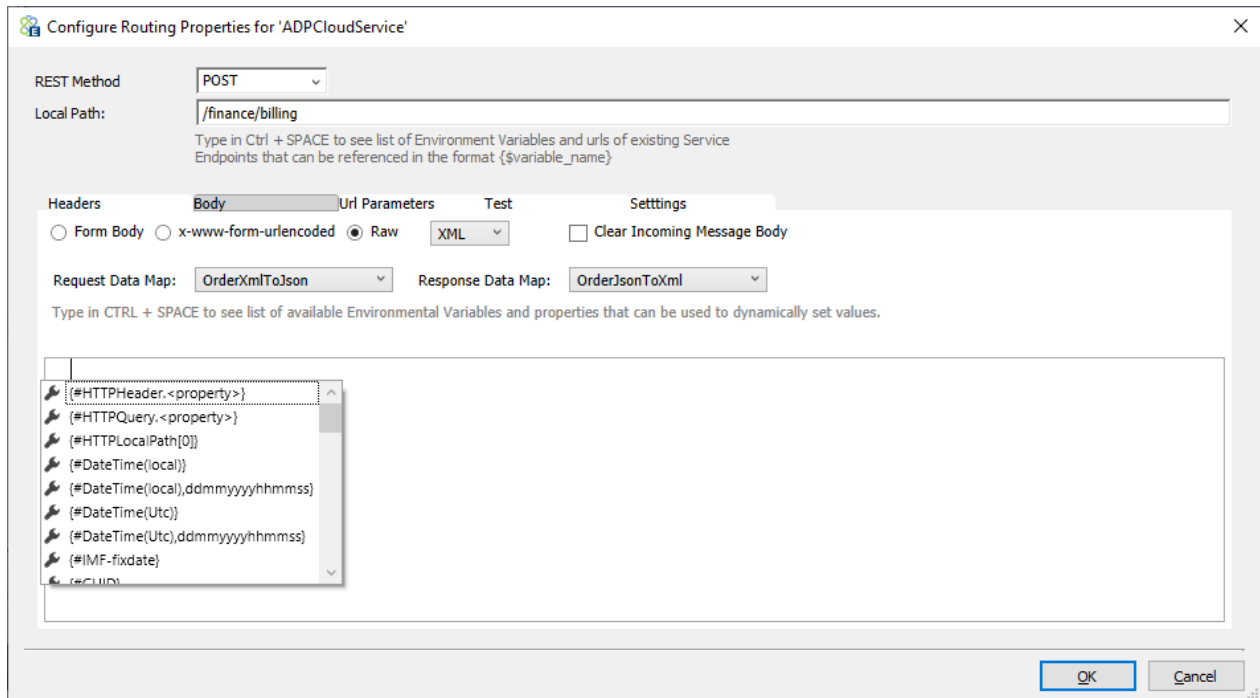 Configure Routing Properties for 'ADPCloudService'
REST Method POST
Local Path: /finance/billing
Type in Ctrl + SPACE to see list of Environment Variables and urls of existing Service
Endpoints that can be referenced in the format {$variable_name}
Headers Body Url Parameters Test Setttings
Form Body x-www-form-urlencoded Raw XML Clear Incoming Message Body
Request Data Map: OrderXmlToJson Response Data Map: OrderJsonToXml
Type in CTRL + SPACE to see list of available Environmental Variables and properties that can be used to dynamically set values.
{#HTTPHeader.<property>}
{#HTTPQuery.<property>}
{#HTTPLocalPath[0]}
{#DateTime(local)}
{#DateTime(local),ddmmyyyyhhmmss}
{#DateTime(Utc)}
{#DateTime(Utc),ddmmyyyyhhmmss}
{#IMF-fixdate}
{#GUID}
OK Cancel